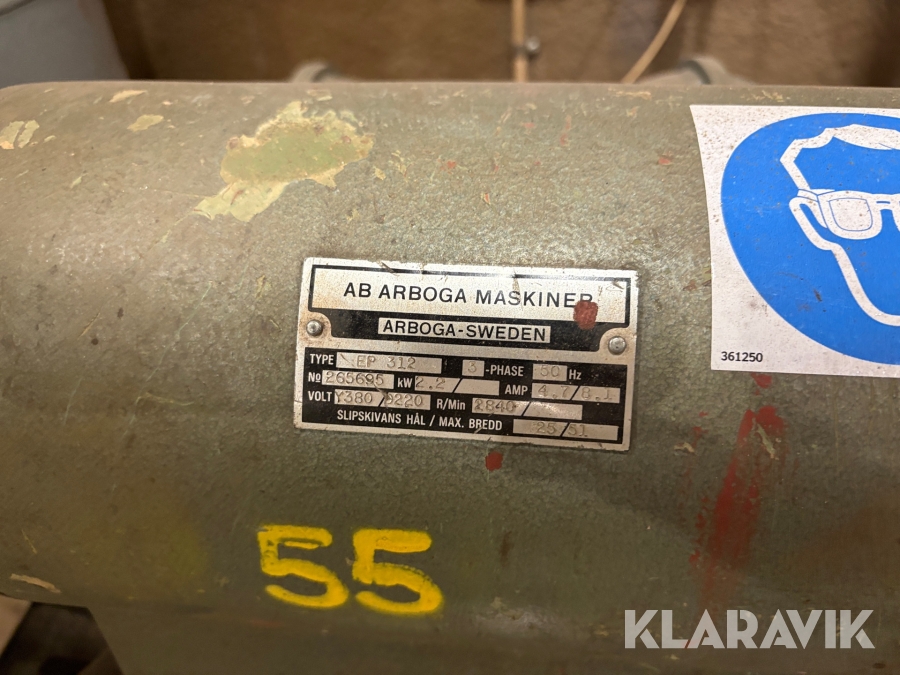 AB ARBOGA MASKINER
ARBOGA-SWEDEN
TYPE EP 312 3-PHASE 50 Hz
No 265695 kW 2.2/ AMP 4.7/8.1
VOLT Y380/D220 R/Min 2840/
SLIPSKIVANS HÅL / MAX. BREDD 25/51
361250
55
KLARAVIK